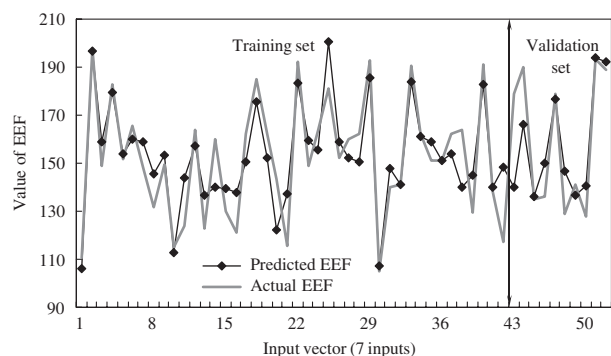 210
190
170
150
130
110
90
Value of EEF
Training set
Validation
set
Predicted EEF
Actual EEF
1 8 15 22 29 36 43 50
Input vector (7 inputs)